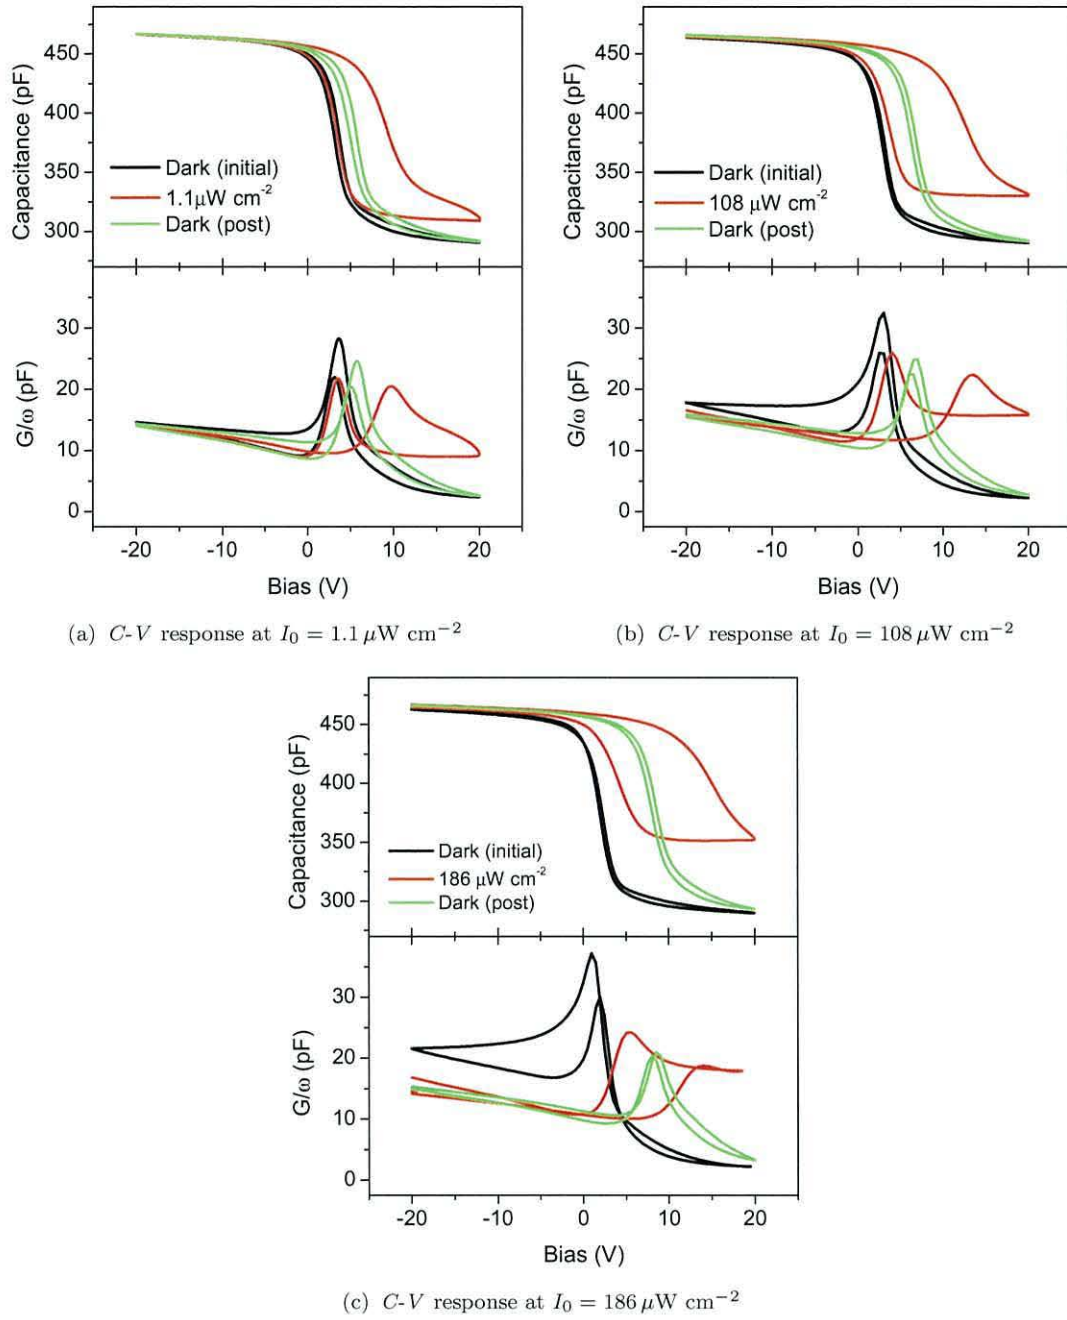 450
400
350
300
Capacitance (pF)
Dark (initial)
1.1μW cm⁻²
Dark (post)
30
20
10
0
G/ω (pF)
-20 -10 0 10 20
Bias (V)
(a) C-V response at I₀ = 1.1 μW cm⁻²
450
400
350
300
Capacitance (pF)
Dark (initial)
108 μW cm⁻²
Dark (post)
30
20
10
0
G/ω (pF)
-20 -10 0 10 20
Bias (V)
(b) C-V response at I₀ = 108 μW cm⁻²
450
400
350
300
Capacitance (pF)
Dark (initial)
186 μW cm⁻²
Dark (post)
30
20
10
0
G/ω (pF)
-20 -10 0 10 20
Bias (V)
(c) C-V response at I₀ = 186 μW cm⁻²